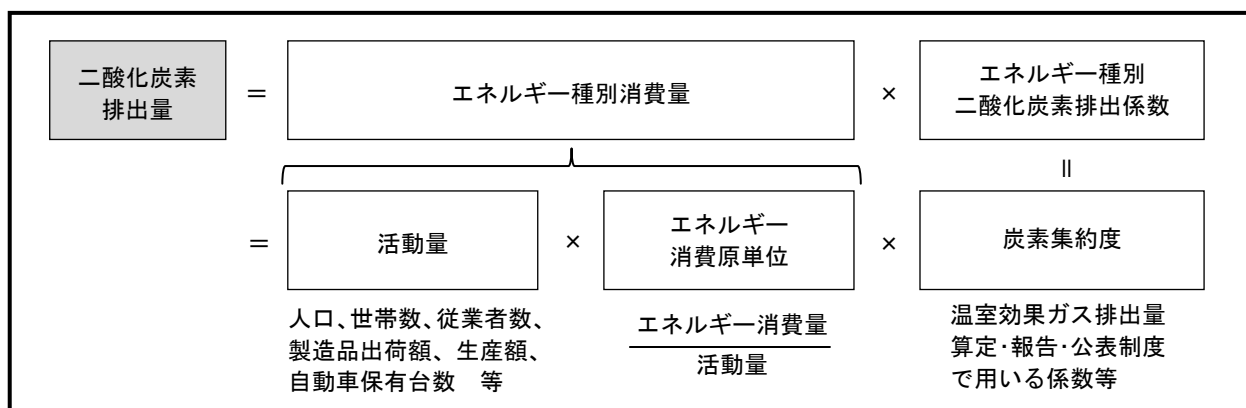 二酸化炭素
排出量
=
エネルギー種別消費量
×
エネルギー種別
二酸化炭素排出係数
=
活動量
×
エネルギー
消費原単位
×
=
炭素集約度
人口、世帯数、従業者数、
製造品出荷額、生産額、
自動車保有台数 等
エネルギー消費量
活動量
温室効果ガス排出量
算定・報告・公表制度
で用いる係数等